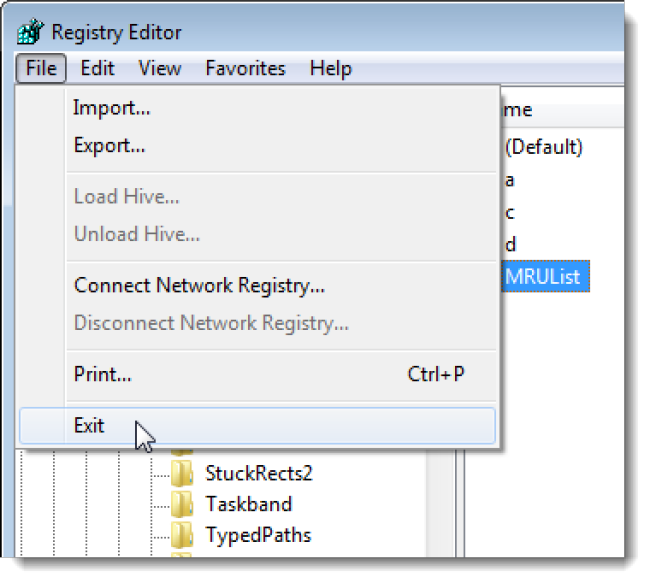 Registry Editor
File Edit View Favorites Help
Import...
Export...
Load Hive...
Unload Hive...
Connect Network Registry...
Disconnect Network Registry...
Print... Ctrl+P
Exit
me
(Default)
a
c
d
MRUList
StuckRects2
Taskband
TypedPaths